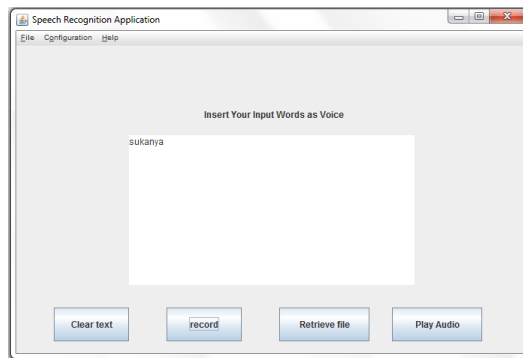 Speech Recognition Application
File Configuration Help
Insert Your Input Words as Voice
sukanya
Clear text record Retrieve file Play Audio